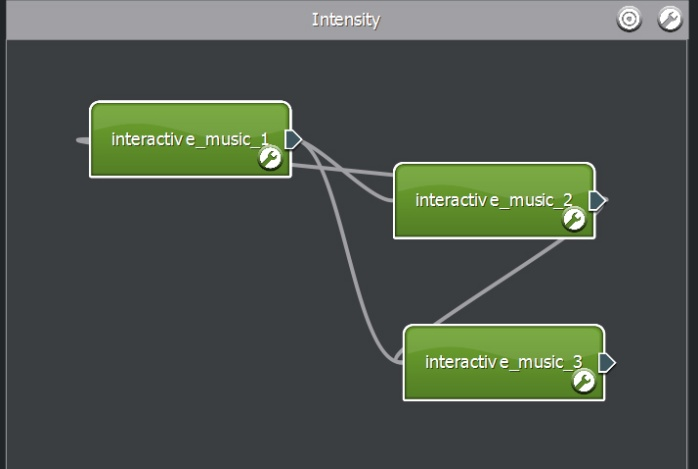 Intensity
interactive_music_1
interactive_music_2
interactive_music_3